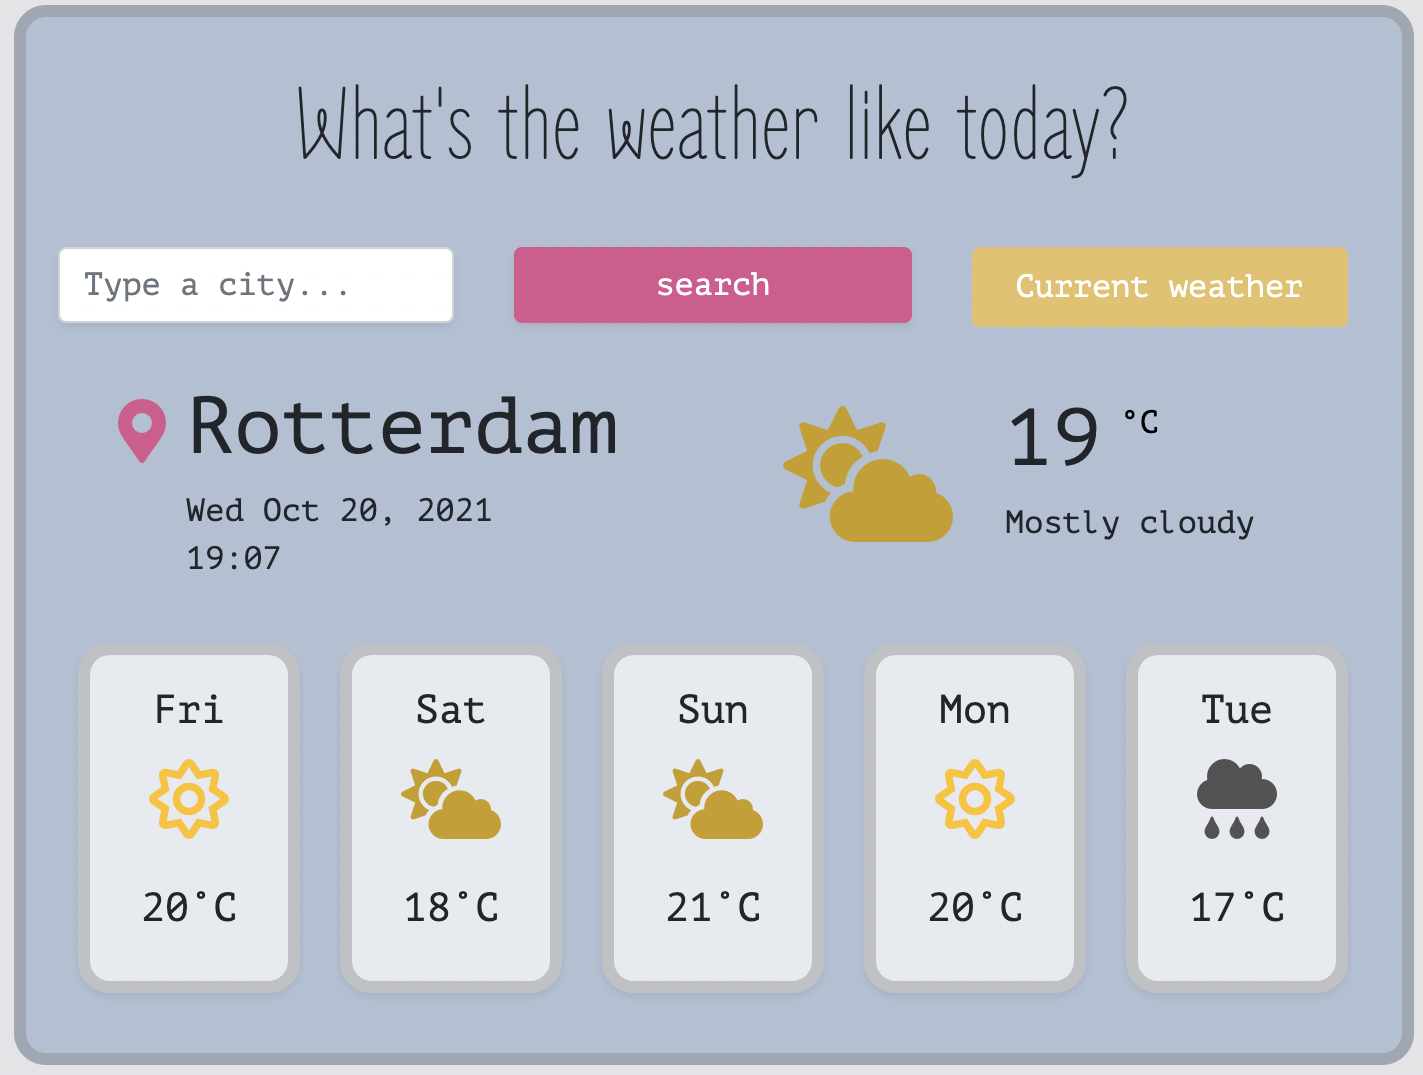 What's the weather like today?
Type a city...
search
Current weather
Rotterdam
Wed Oct 20, 2021
19:07
19 °C
Mostly cloudy
Fri
20°C
Sat
18°C
Sun
21°C
Mon
20°C
Tue
17°C